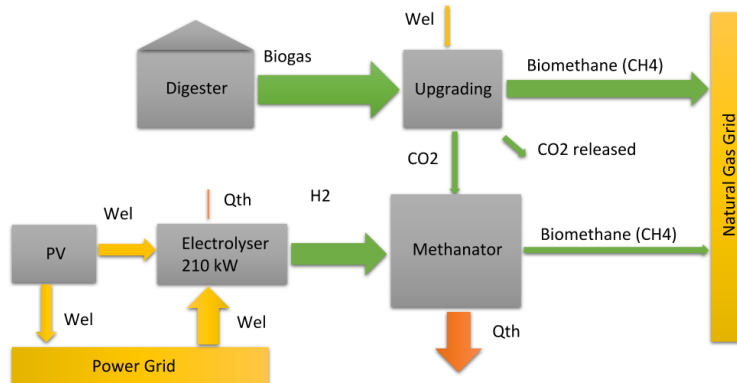 Wel
Biogas
Biomethane (CH4)
Digester
Upgrading
CO2
CO2 released
Natural Gas Grid
Qth
H2
Wel
Biomethane (CH4)
Electrolyser
210 kW
PV
Methanator
Wel
Wel
Qth
Power Grid